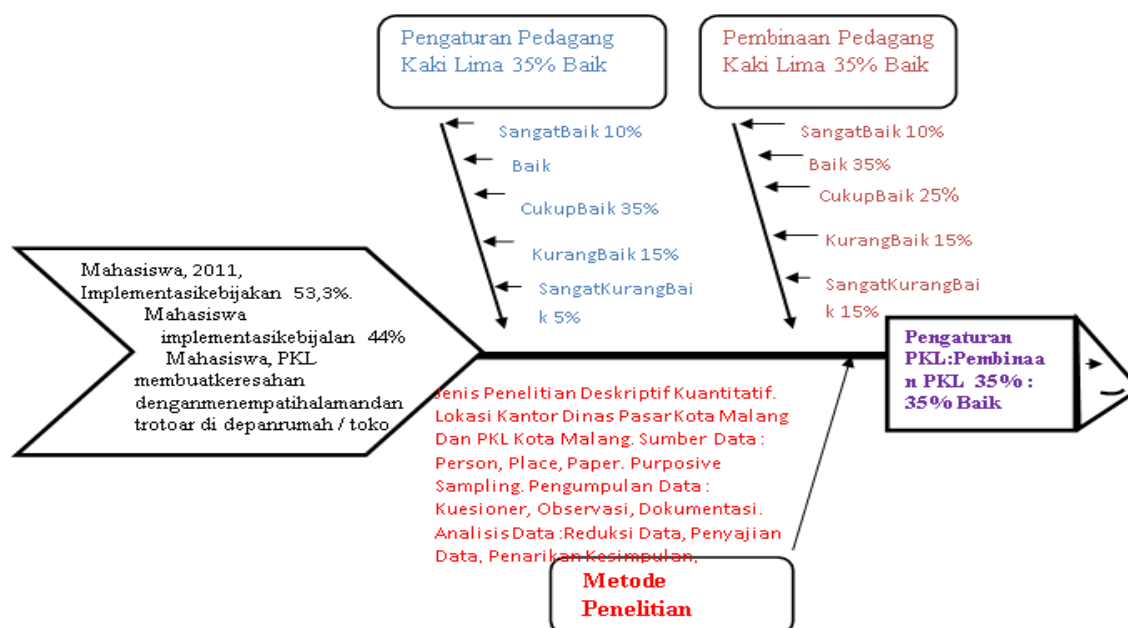 Pengaturan Pedagang
Kaki Lima 35% Baik
SangatBaik 10%
Baik
CukupBaik 35%
KurangBaik 15%
SangatKurangBai
k 5%
Pembinaan Pedagang
Kaki Lima 35% Baik
SangatBaik 10%
Baik 35%
CukupBaik 25%
KurangBaik 15%
SangatKurangBai
k 15%
Mahasiswa, 2011,
Implementasikebijakan 53,3%.
Mahasiswa
implementasikebijalan 44%
Mahasiswa, PKL
membuatkeresahan
denganmenempatihalamandan
trotoar di depanrumah / toko
Pengaturan
PKL:Pembinaa
n PKL 35% :
35% Baik
Jenis Penelitian Deskriptif Kuantitatif.
Lokasi Kantor Dinas Pasar Kota Malang
Dan PKL Kota Malang. Sumber Data :
Person, Place, Paper. Purposive
Sampling. Pengumpulan Data :
Kuesioner, Observasi, Dokumentasi.
Analisis Data :Reduksi Data, Penyajian
Data, Penarikan Kesimpulan,
Metode
Penelitian